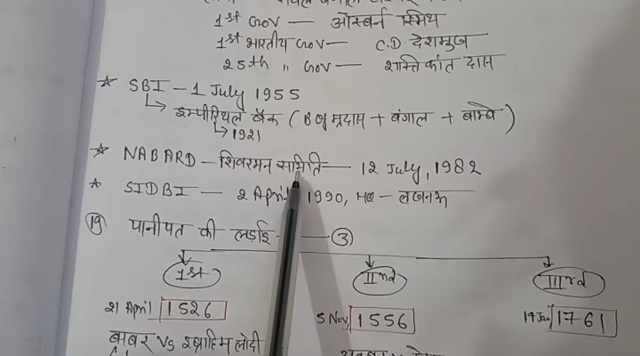 1st Gov — ओस्बर्न स्मिथ
1st भारतीय Gov — C.D देशमुख
25th " Gov — शक्ति कांत दास
* SBI - 1 July 1955
इम्पीरियल बैंक ( B of मद्रास + बंगाल + बाम्बे )
1921
* NABARD - शिवरमन समिति — 12 July, 1982
* SIDBI - 2 April 1990, HQ - लखनऊ
19 पानीपत की लड़ाई — 3
1st IInd IIIrd
21 April 1526 5 Nov 1556 14 Jan 1761
बाबर VS इब्राहिम लोदी